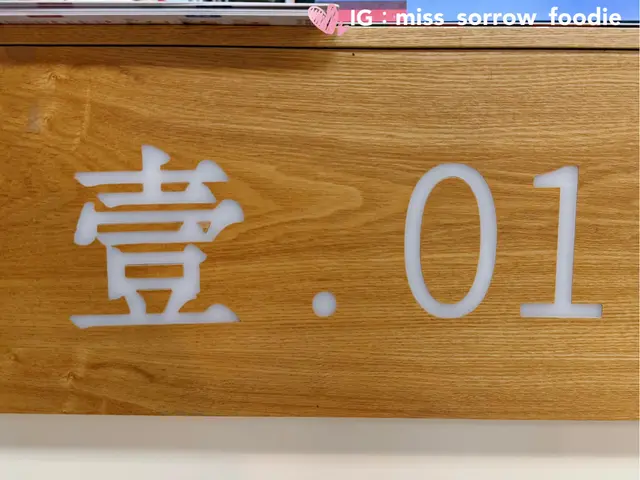 IG : miss_sorrow_foodie
壹.01